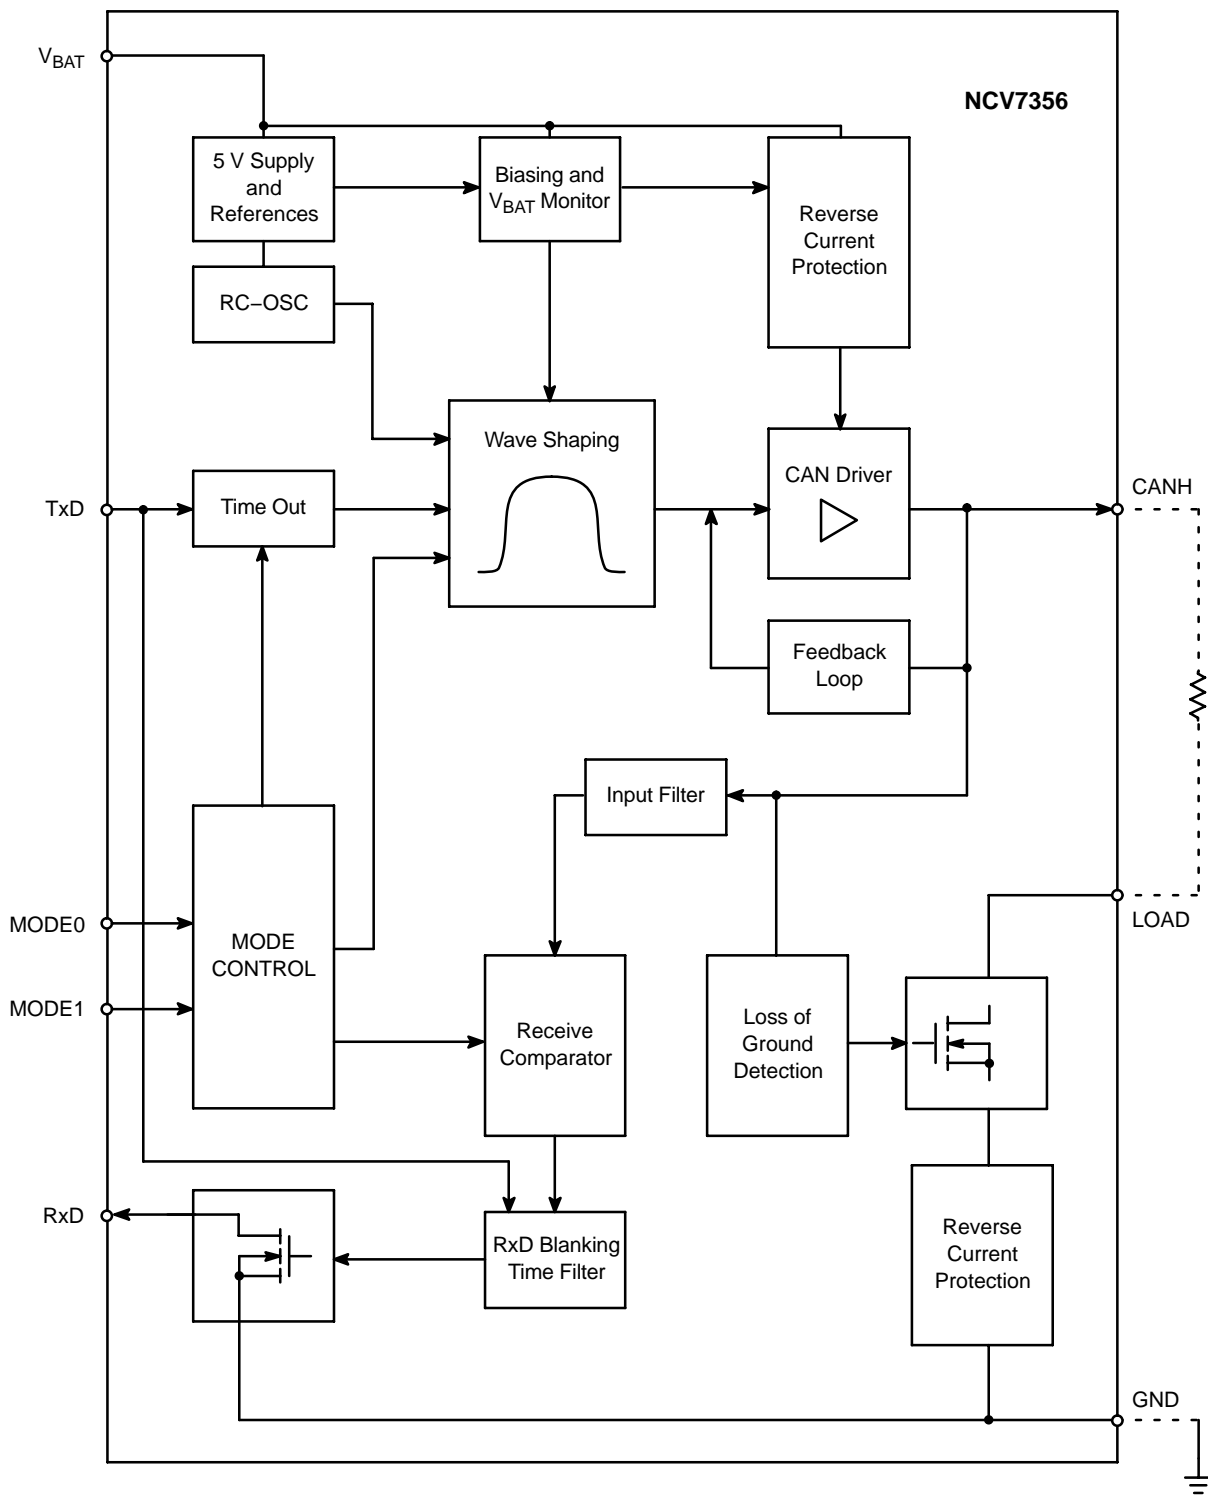 V_BAT
NCV7356
5 V Supply
and
References
Biasing and
V_BAT Monitor
Reverse
Current
Protection
RC–OSC
Wave Shaping
CAN Driver
CANH
TxD
Time Out
Feedback
Loop
Input Filter
MODE0
MODE
CONTROL
LOAD
MODE1
Receive
Comparator
Loss of
Ground
Detection
RxD
RxD Blanking
Time Filter
Reverse
Current
Protection
GND